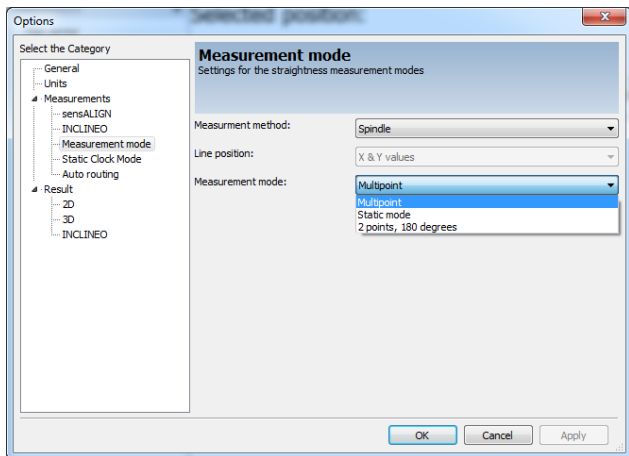 Selected position:
Options
Select the Category
General
Units
Measurements
sensALIGN
INCLINEO
Measurement mode
Static Clock Mode
Auto routing
Result
2D
3D
INCLINEO
Measurement mode
Settings for the straightness measurement modes
Measurment method:
Spindle
Line position:
X & Y values
Measurement mode:
Multipoint
Multipoint
Static mode
2 points, 180 degrees
OK
Cancel
Apply